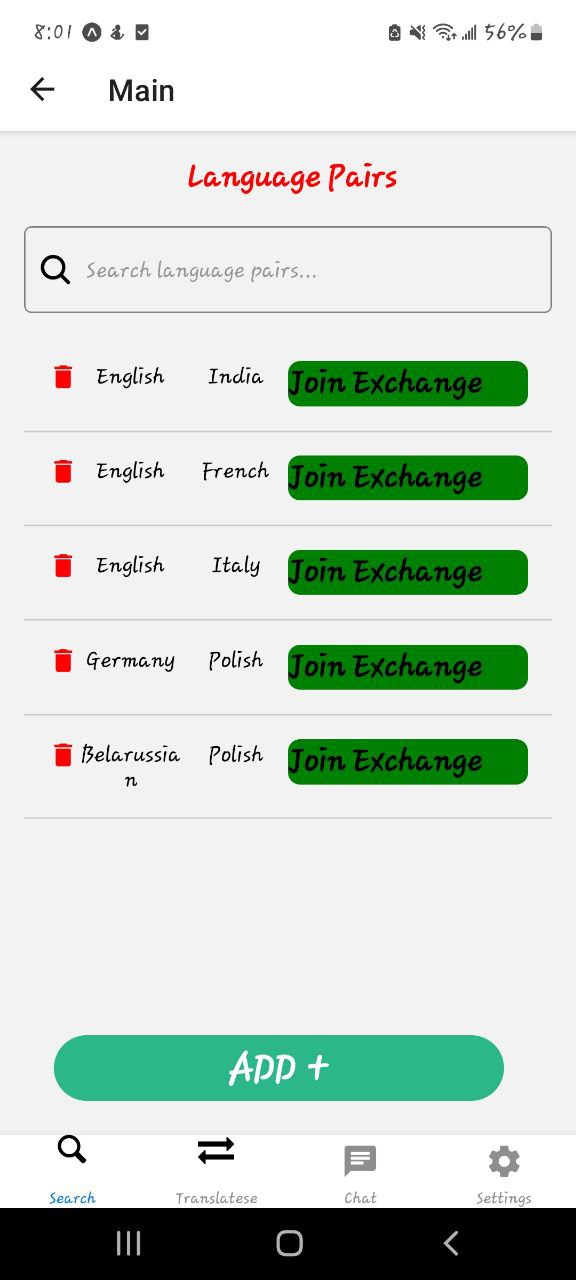 8:01 56%
Main
Language Pairs
Search language pairs...
English India Join Exchange
English French Join Exchange
English Italy Join Exchange
Germany Polish Join Exchange
Belarussia Polish Join Exchange
n
ADD +
Search Translatese Chat Settings